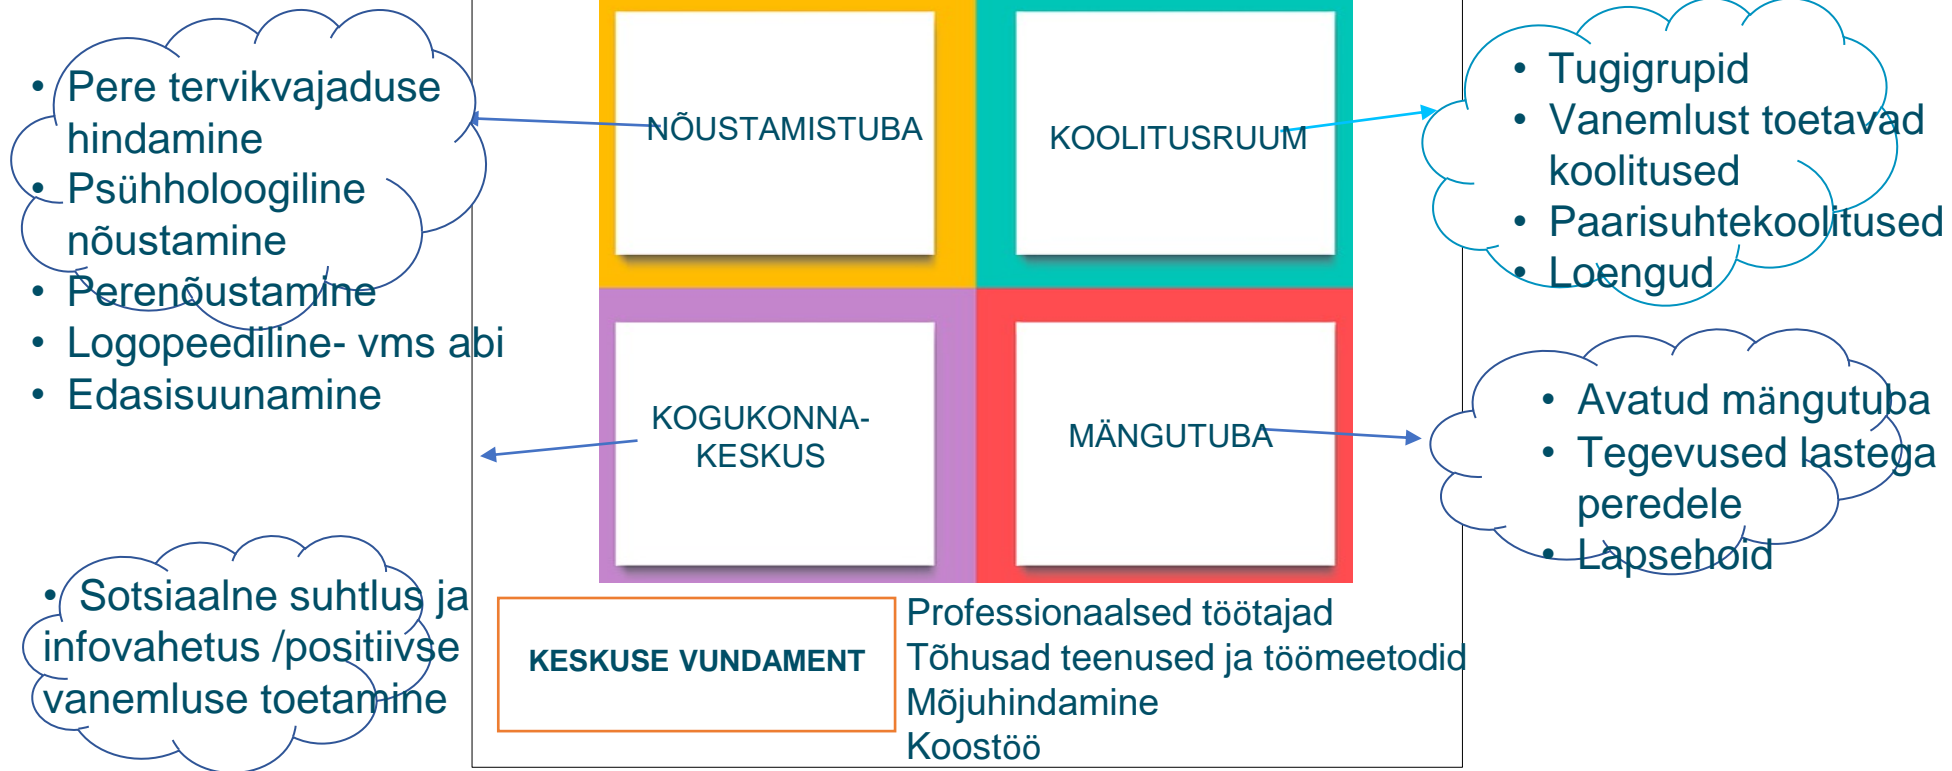 • Pere tervikvajaduse
hindamine
• Psühholoogiline
nõustamine
• Perenõustamine
• Logopeediline- vms abi
• Edasisuunamine
NÕUSTAMISTUBA
KOOLITUSRUUM
• Tugigrupid
• Vanemlust toetavad
koolitused
• Paarisuhtekoolitused
• Loengud
KOGUKONNA-
KESKUS
MÄNGUTUBA
• Avatud mängutuba
• Tegevused lastega
peredele
• Lapsehoid
• Sotsiaalne suhtlus ja
infovahetus /positiivse
vanemluse toetamine
KESKUSE VUNDAMENT
Professionaalsed töötajad
Tõhusad teenused ja töömeetodid
Mõjuhindamine
Koostöö